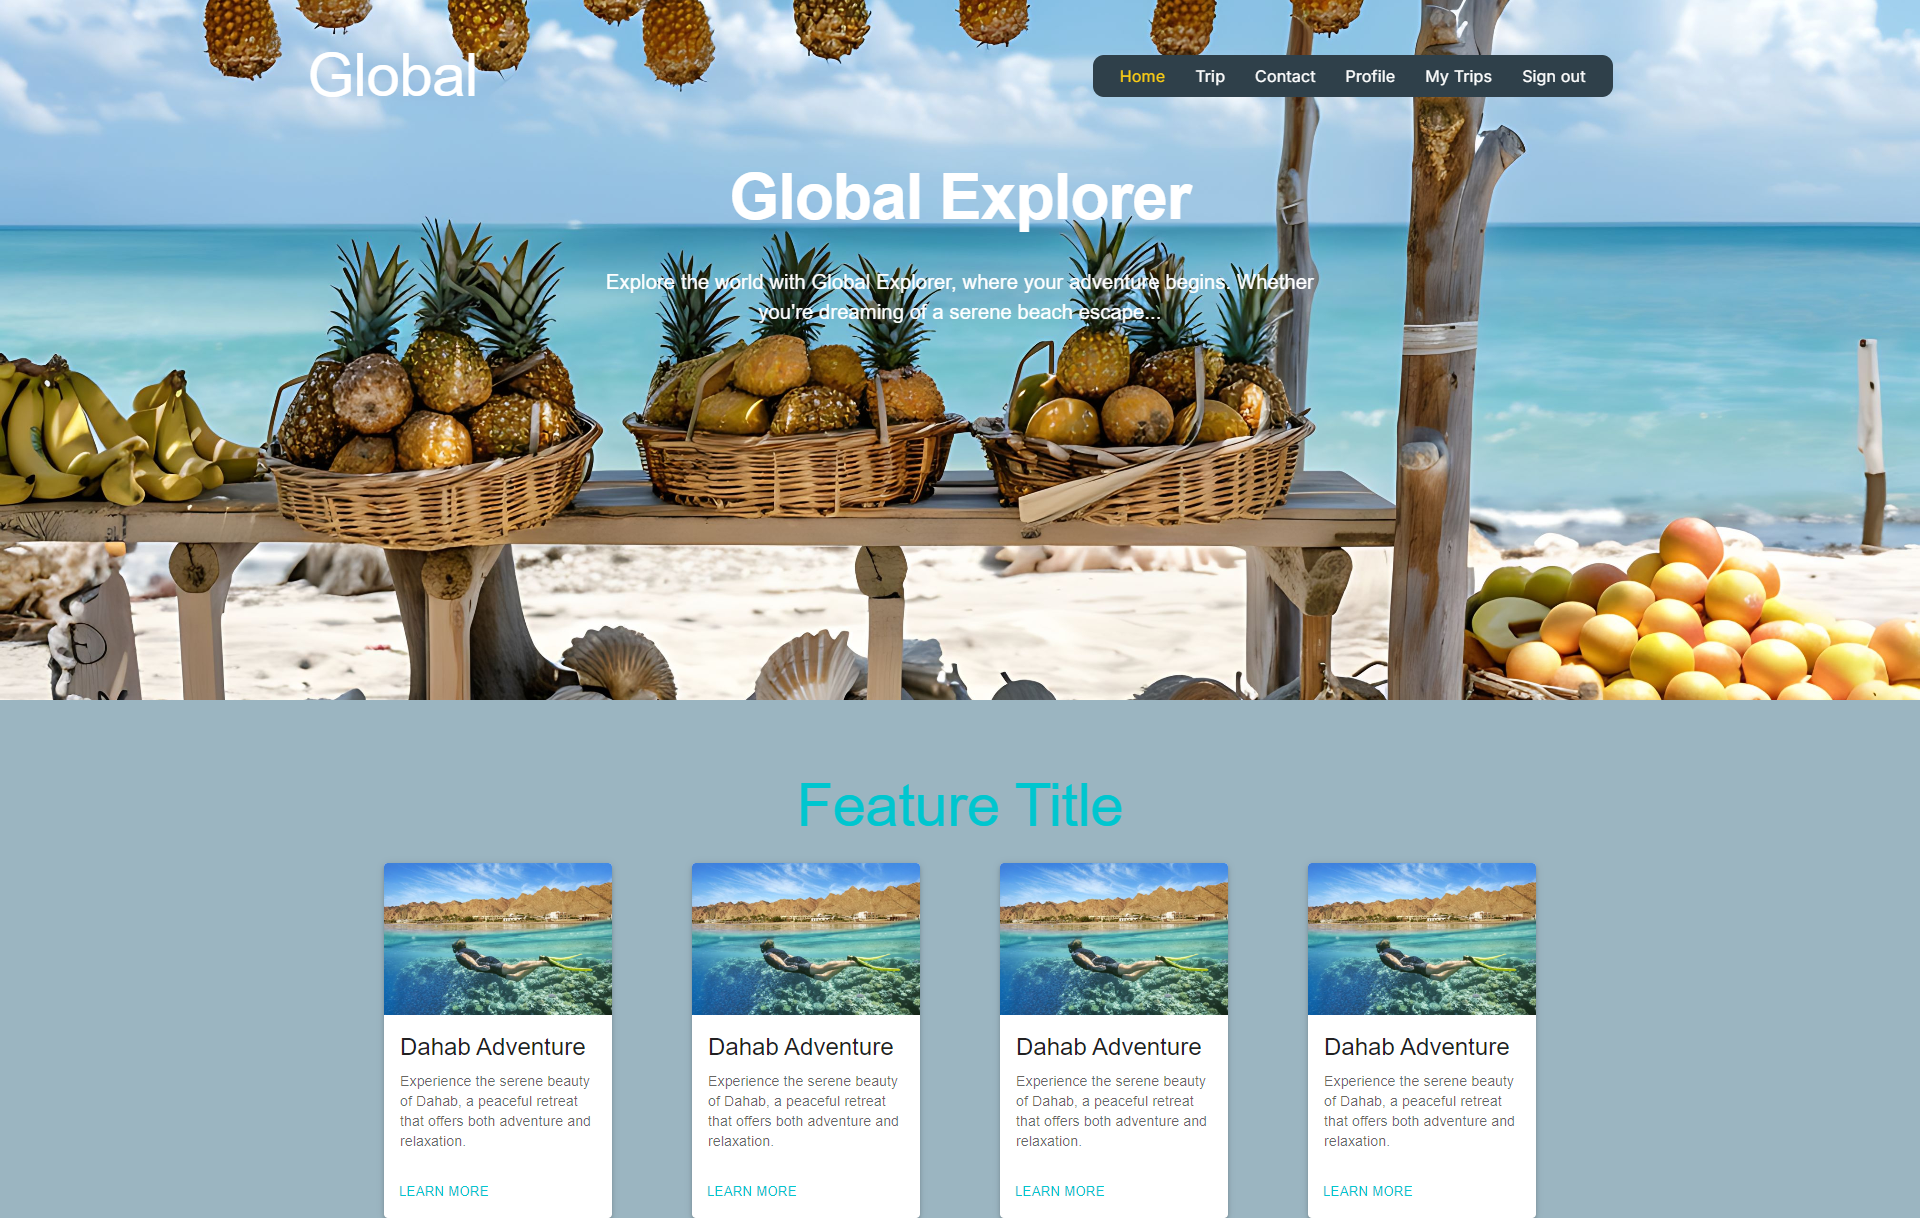 Global
Home Trip Contact Profile My Trips Sign out
Global Explorer
Explore the world with Global Explorer, where your adventure begins. Whether
you're dreaming of a serene beach escape...
Feature Title
Dahab Adventure
Experience the serene beauty
of Dahab, a peaceful retreat
that offers both adventure and
relaxation.
LEARN MORE
Dahab Adventure
Experience the serene beauty
of Dahab, a peaceful retreat
that offers both adventure and
relaxation.
LEARN MORE
Dahab Adventure
Experience the serene beauty
of Dahab, a peaceful retreat
that offers both adventure and
relaxation.
LEARN MORE
Dahab Adventure
Experience the serene beauty
of Dahab, a peaceful retreat
that offers both adventure and
relaxation.
LEARN MORE